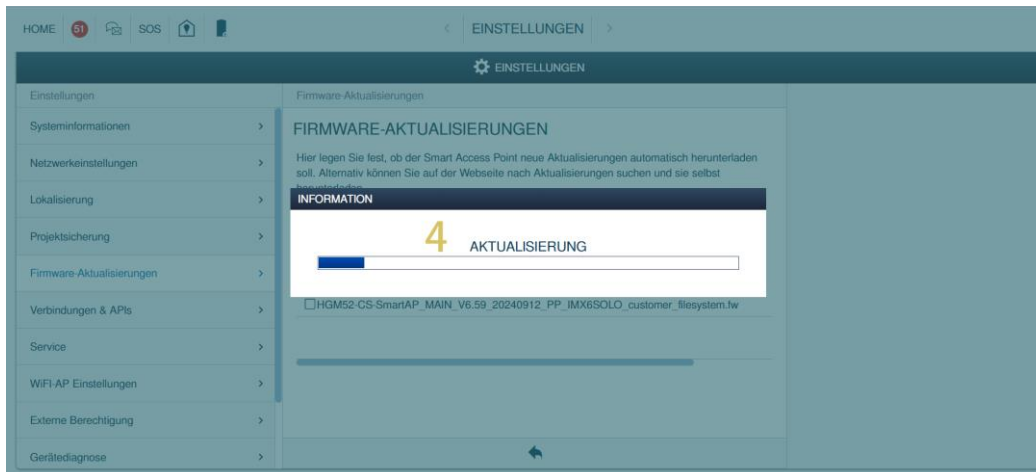 HOME 51 SOS EINSTELLUNGEN
EINSTELLUNGEN
Einstellungen
Systeminformationen
Netzwerkeinstellungen
Lokalisierung
Projektsicherung
Firmware-Aktualisierungen
Verbindungen & APIs
Service
WiFI-AP Einstellungen
Externe Berechtigung
Gerätediagnose
Firmware-Aktualisierungen
FIRMWARE-AKTUALISIERUNGEN
Hier legen Sie fest, ob der Smart Access Point neue Aktualisierungen automatisch herunterladen
soll. Alternativ können Sie auf der Webseite nach Aktualisierungen suchen und sie selbst
INFORMATION
4
AKTUALISIERUNG
HGM52-CS-SmartAP_MAIN_V6.59_20240912_PP_IMX6SOLO_customer_filesystem.fw